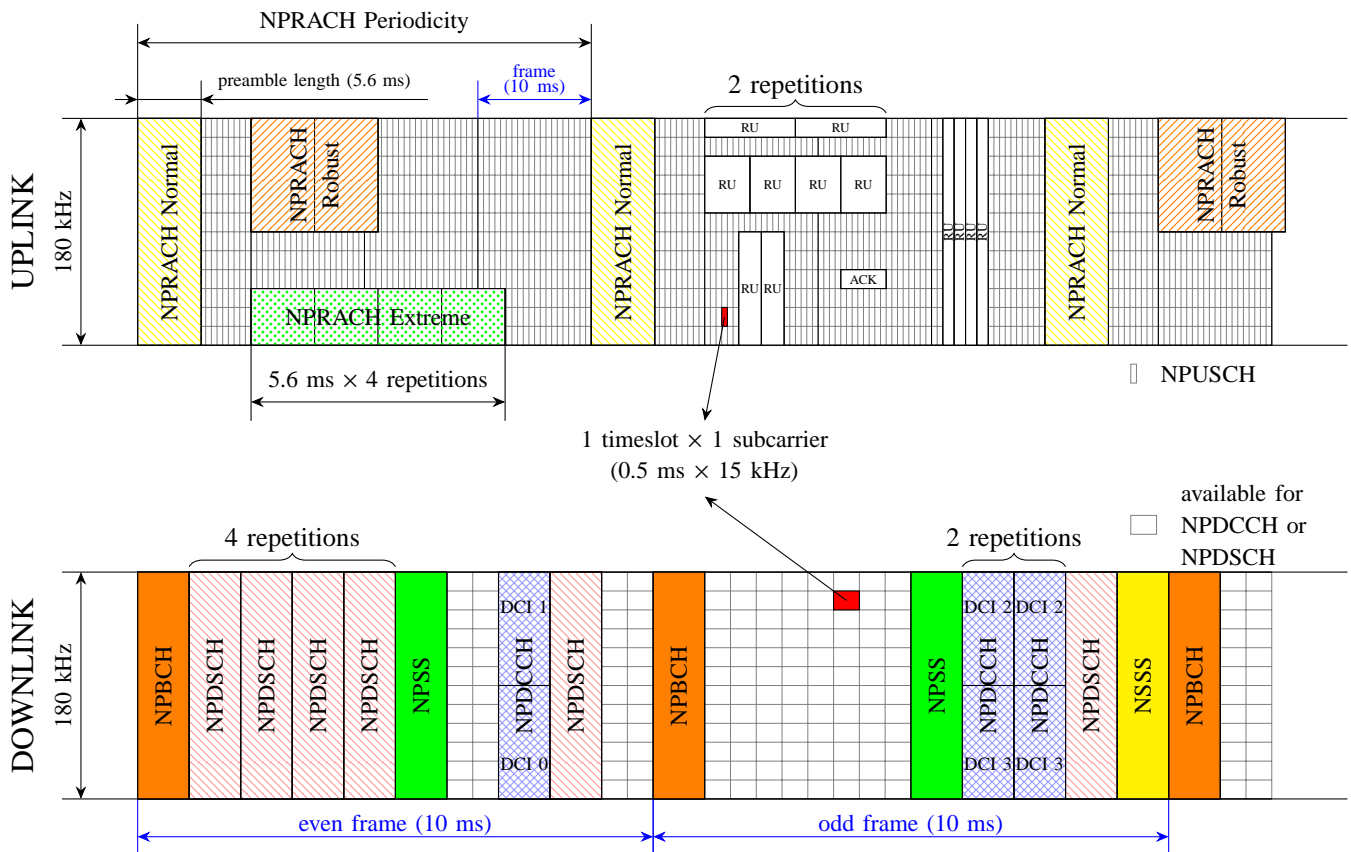 NPRACH Periodicity
preamble length (5.6 ms)
frame
(10 ms)
2 repetitions
UPLINK
180 kHz
NPRACH Normal
NPRACH
Robust
NPRACH Extreme
5.6 ms × 4 repetitions
NPRACH Normal
RU
RU
RU
RU
RU
RU
RU
RU
ACK
RU
RU
RU
RU
NPRACH Normal
NPRACH
Robust
NPUSCH
1 timeslot × 1 subcarrier
(0.5 ms × 15 kHz)
available for
NPDCCH or
NPDSCH
4 repetitions
2 repetitions
DOWNLINK
180 kHz
NPBCH
NPDSCH
NPDSCH
NPDSCH
NPDSCH
NPSS
DCI 1
NPDCCH
DCI 0
NPDSCH
NPBCH
NPSS
DCI 2
NPDCCH
DCI 3
DCI 2
NPDCCH
DCI 3
NPDSCH
NSSS
NPBCH
even frame (10 ms)
odd frame (10 ms)